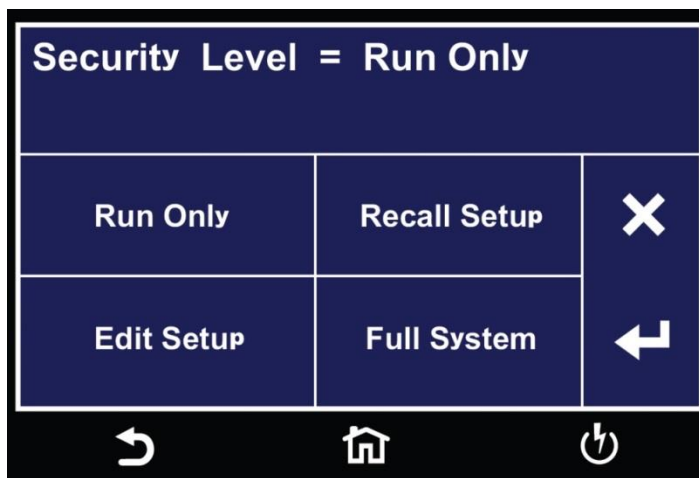 Security Level = Run Only
Run Only
Recall Setup
Edit Setup
Full System